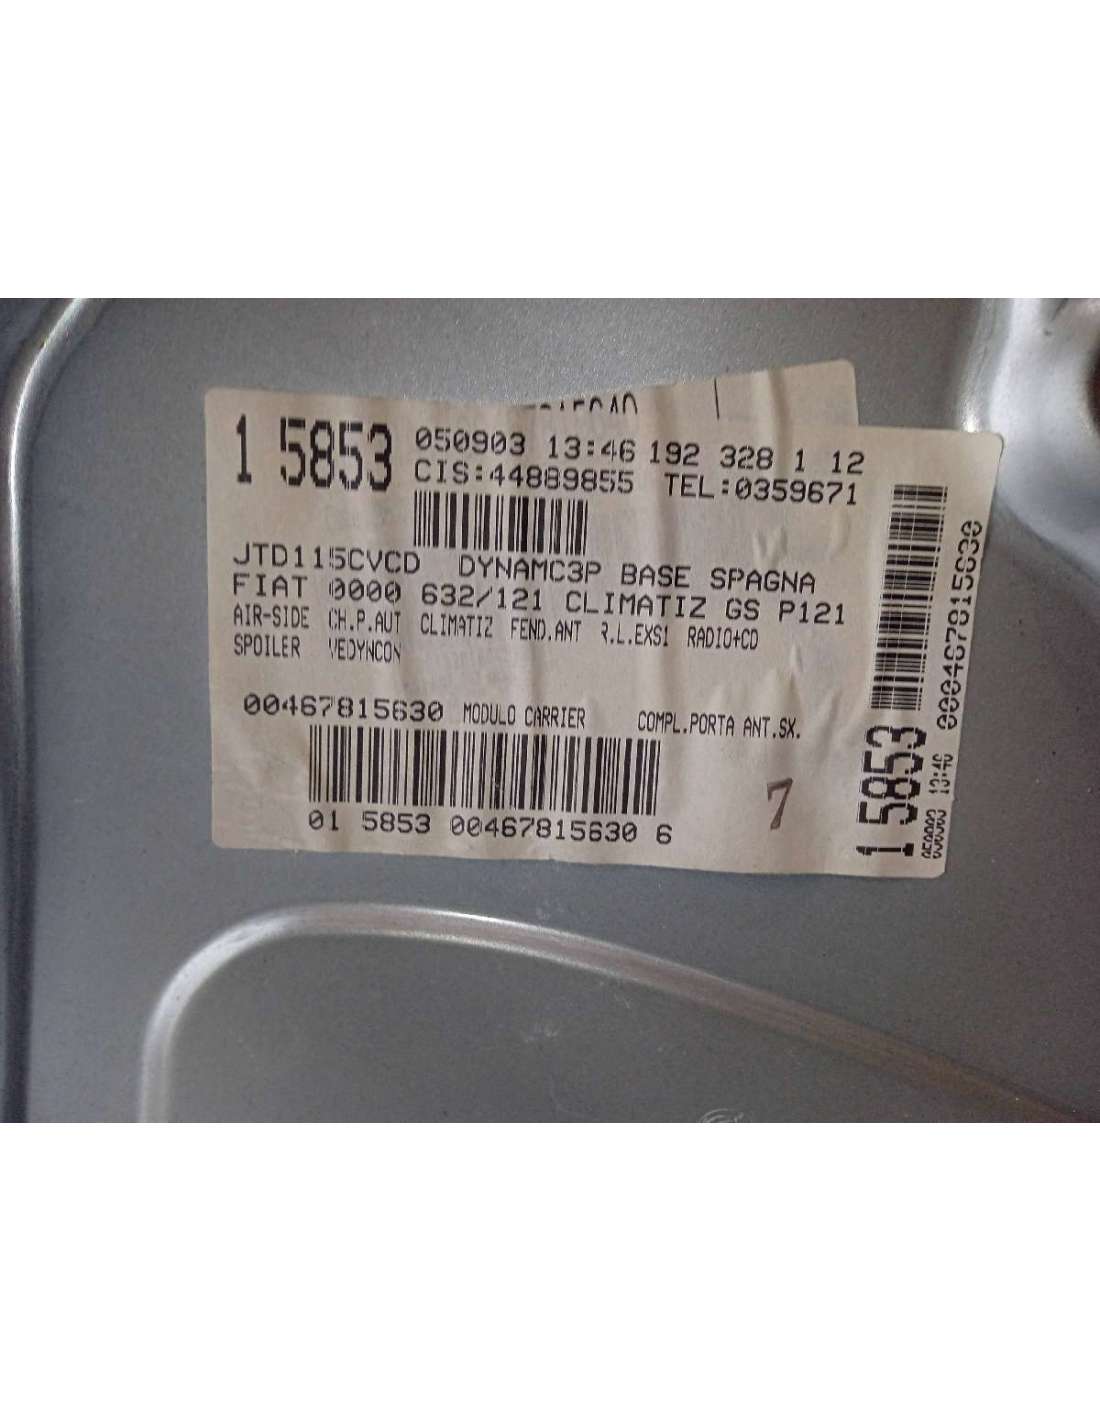 1 5853
050903 13:46 192 328 1 12
CIS:44889855 TEL:0359671
JTD115CVCD DYNAMC3P BASE SPAGNA
FIAT 0000 632/121 CLIMATIZ GS P121
AIR-SIDE CH.P.AUT CLIMATIZ FEND.ANT R.L.EXS1 RADIO+CD
SPOILER VEDYNCON
00467815630 MODULO CARRIER COMPL.PORTA ANT.SX.
01 5853 00467815630 6
7
1 5853
050903 13:46 00467815630